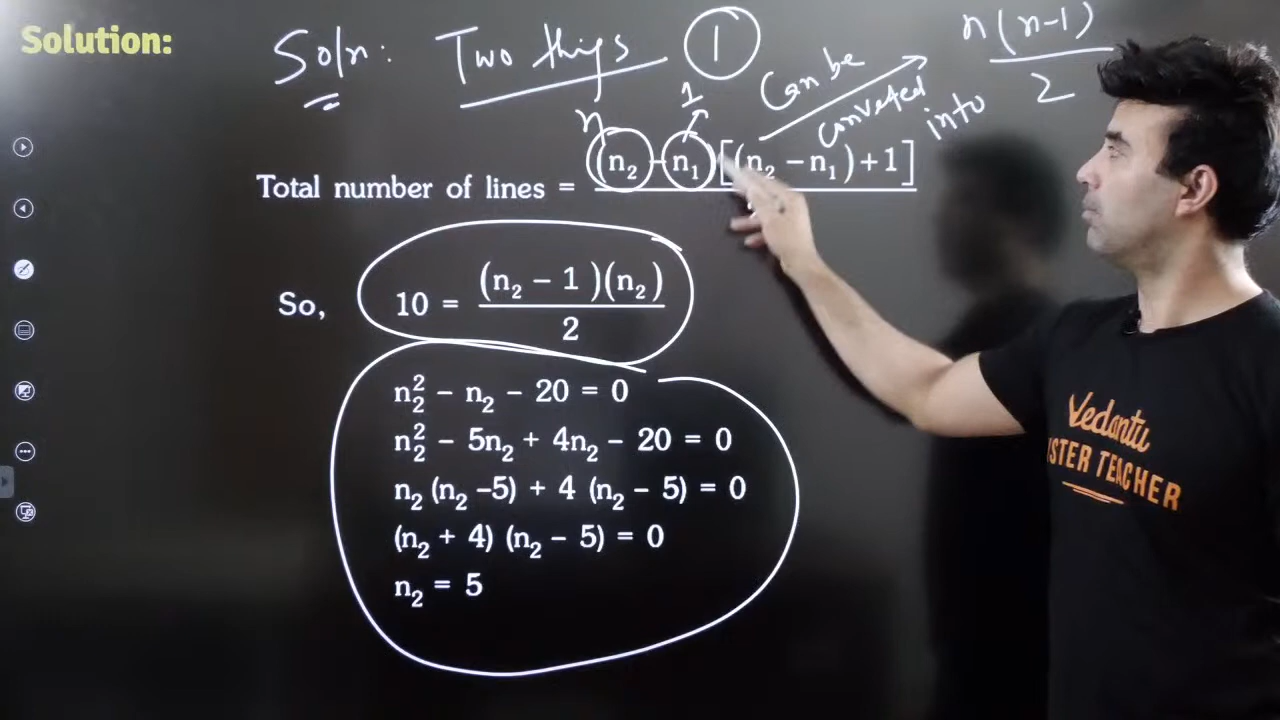 Solution:
Soln: Two things ①
n(n-1)
2
Can be
converted
into
n
1
Total number of lines = (n₂ - n₁) [(n₂ - n₁) + 1]
So, 10 = (n₂ - 1)(n₂)
2
n₂² - n₂ - 20 = 0
n₂² - 5n₂ + 4n₂ - 20 = 0
n₂ (n₂ -5) + 4 (n₂ - 5) = 0
(n₂ + 4) (n₂ - 5) = 0
n₂ = 5
Vedantu
TEACHER